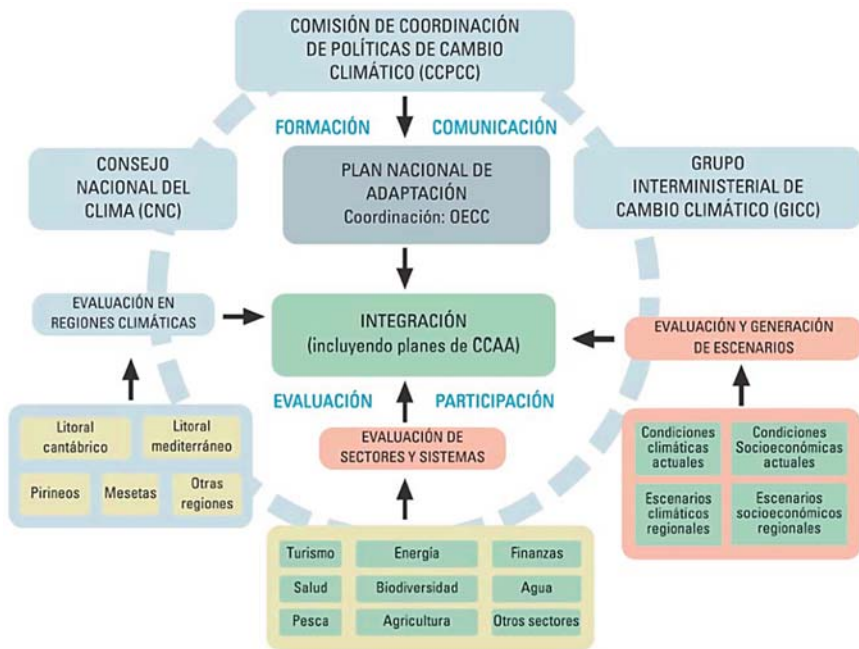 COMISIÓN DE COORDINACIÓN
DE POLÍTICAS DE CAMBIO
CLIMÁTICO (CCPCC)
FORMACIÓN
COMUNICACIÓN
CONSEJO
NACIONAL DEL
CLIMA (CNC)
PLAN NACIONAL DE
ADAPTACIÓN
Coordinación: OECC
GRUPO
INTERMINISTERIAL DE
CAMBIO CLIMÁTICO (GICC)
EVALUACIÓN EN
REGIONES CLIMÁTICAS
INTEGRACIÓN
(incluyendo planes de CCAA)
EVALUACIÓN Y GENERACIÓN
DE ESCENARIOS
EVALUACIÓN
PARTICIPACIÓN
EVALUACIÓN DE
SECTORES Y SISTEMAS
Litoral
cantábrico
Litoral
mediterráneo
Pirineos
Mesetas
Otras
regiones
Condiciones
climáticas
actuales
Condiciones
Socioeconómicas
actuales
Escenarios
climáticos
regionales
Escenarios
socioeconómicos
regionales
Turismo
Energía
Finanzas
Salud
Biodiversidad
Agua
Pesca
Agricultura
Otros sectores